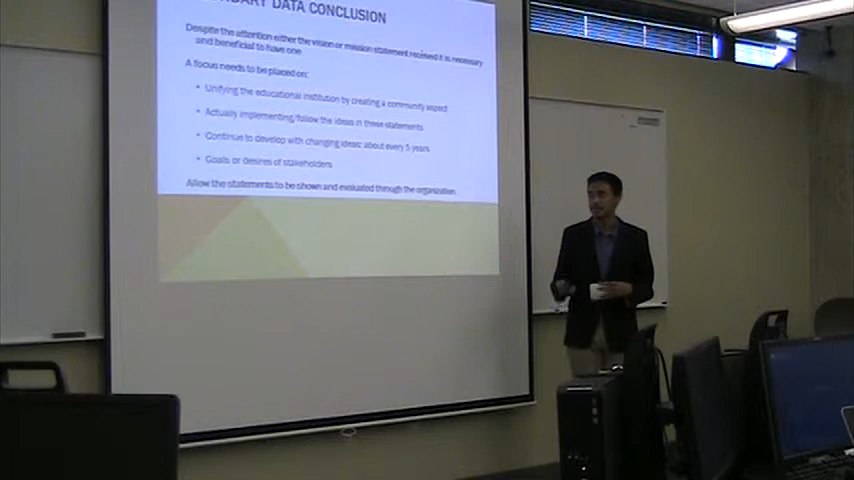 DATA CONCLUSION
Despite the attention either the vision or mission statement received it is necessary
and beneficial to have one
A focus needs to be placed on:
• Unifying the educational institution by creating a community aspect
• Actually implementing/follow the ideas in these statements
• Continue to develop with changing ideas: about every 5 years
• Goals or desires of stakeholders
Allow the statements to be shown and evaluated through the organization.